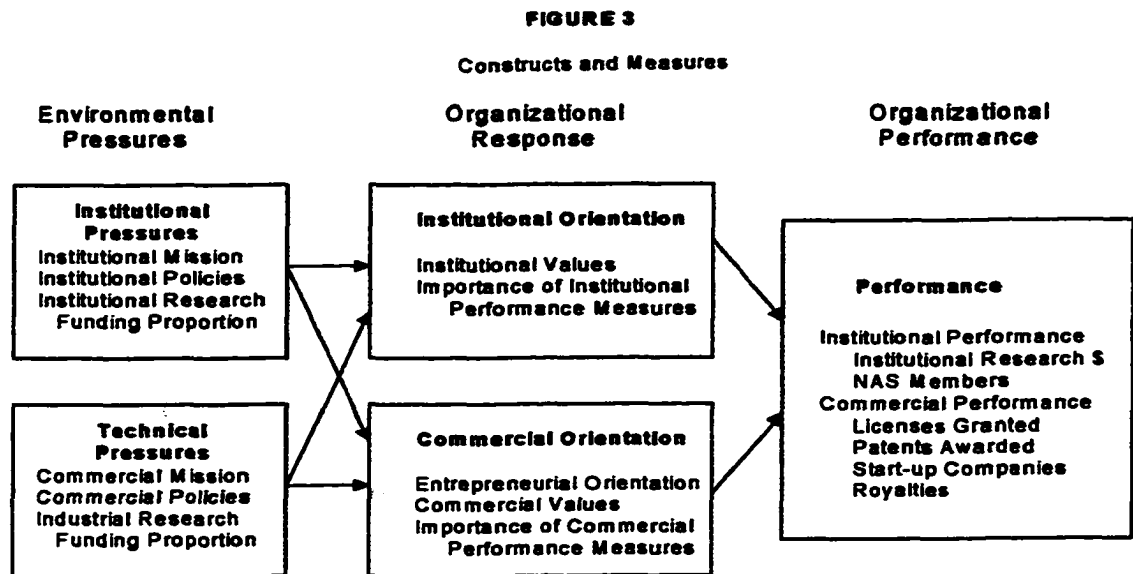 FIGURE 3
Constructs and Measures
Environmental
Pressures
Organizational
Response
Organizational
Performance
Institutional
Pressures
Institutional Mission
Institutional Policies
Institutional Research
Funding Proportion
Technical
Pressures
Commercial Mission
Commercial Policies
Industrial Research
Funding Proportion
Institutional Orientation
Institutional Values
Importance of Institutional
Performance Measures
Commercial Orientation
Entrepreneurial Orientation
Commercial Values
Importance of Commercial
Performance Measures
Performance
Institutional Performance
Institutional Research $
NAS Members
Commercial Performance
Licenses Granted
Patents Awarded
Start-up Companies
Royalties